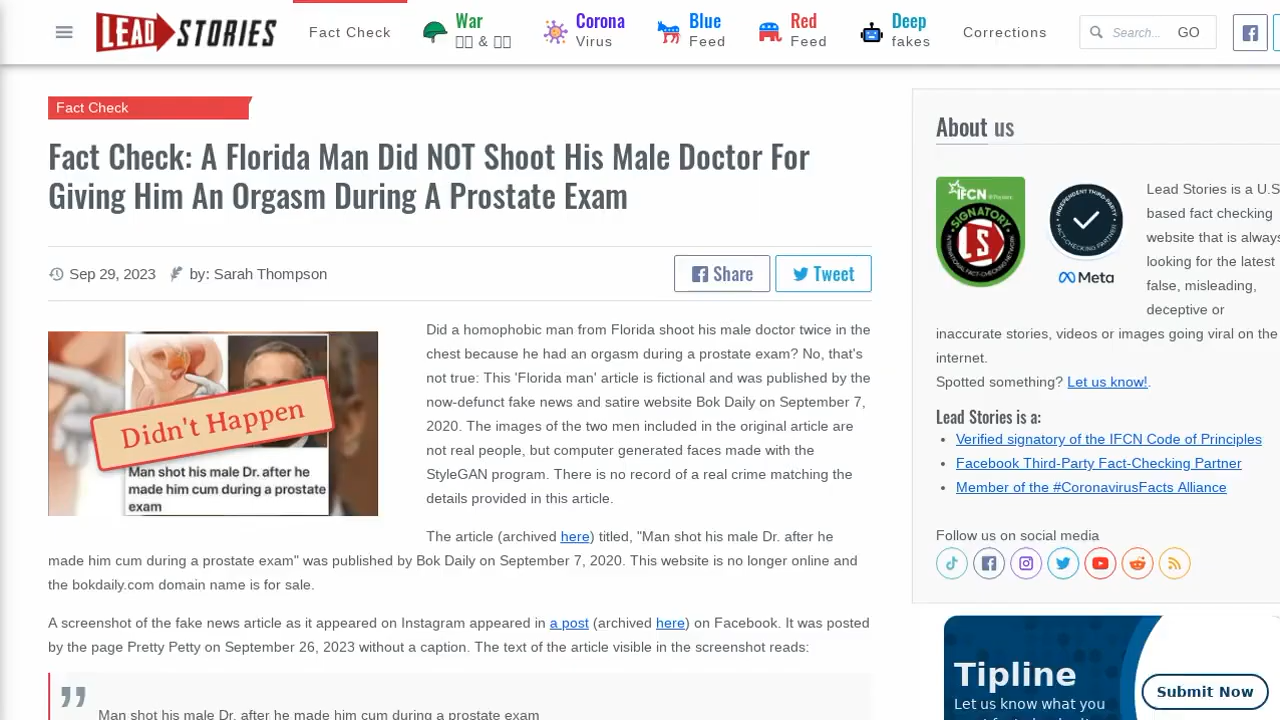 LEAD STORIES
Fact Check
War
&
Corona
Virus
Blue
Feed
Red
Feed
Deep
fakes
Corrections
Search...
GO
Fact Check
Fact Check: A Florida Man Did NOT Shoot His Male Doctor For
Giving Him An Orgasm During A Prostate Exam
Sep 29, 2023 by: Sarah Thompson
Share
Tweet
Didn't Happen
Man shot his male Dr. after he
made him cum during a prostate
exam
Did a homophobic man from Florida shoot his male doctor twice in the
chest because he had an orgasm during a prostate exam? No, that's
not true: This 'Florida man' article is fictional and was published by the
now-defunct fake news and satire website Bok Daily on September 7,
2020. The images of the two men included in the original article are
not real people, but computer generated faces made with the
StyleGAN program. There is no record of a real crime matching the
details provided in this article.
The article (archived here) titled, "Man shot his male Dr. after he
made him cum during a prostate exam" was published by Bok Daily on September 7, 2020. This website is no longer online and
the bokdaily.com domain name is for sale.
A screenshot of the fake news article as it appeared on Instagram appeared in a post (archived here) on Facebook. It was posted
by the page Pretty Petty on September 26, 2023 without a caption. The text of the article visible in the screenshot reads:
Man shot his male Dr. after he made him cum during a prostate exam
About us
IFCN
SIGNATORY
LS
Meta
Lead Stories is a U.S
based fact checking
website that is always
looking for the latest
false, misleading,
deceptive or
inaccurate stories, videos or images going viral on the
internet.
Spotted something? Let us know!.
Lead Stories is a:
• Verified signatory of the IFCN Code of Principles
• Facebook Third-Party Fact-Checking Partner
• Member of the #CoronavirusFacts Alliance
Follow us on social media
Tipline
Let us know what you
Submit Now